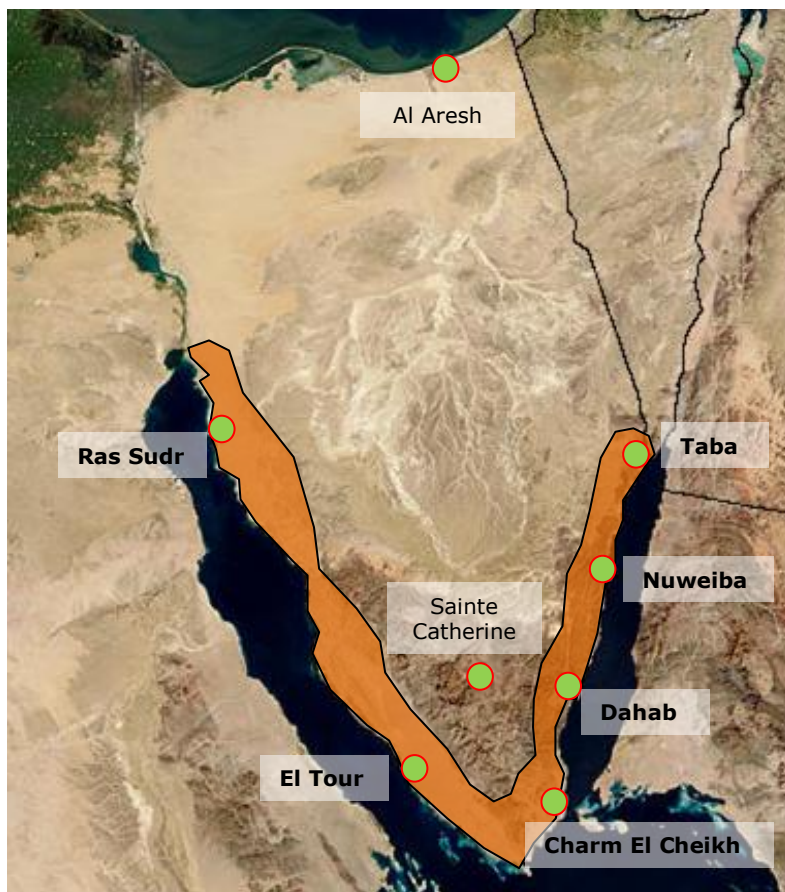 Al Aresh
Ras Sudr
Taba
Nuweiba
Sainte
Catherine
Dahab
El Tour
Charm El Cheikh